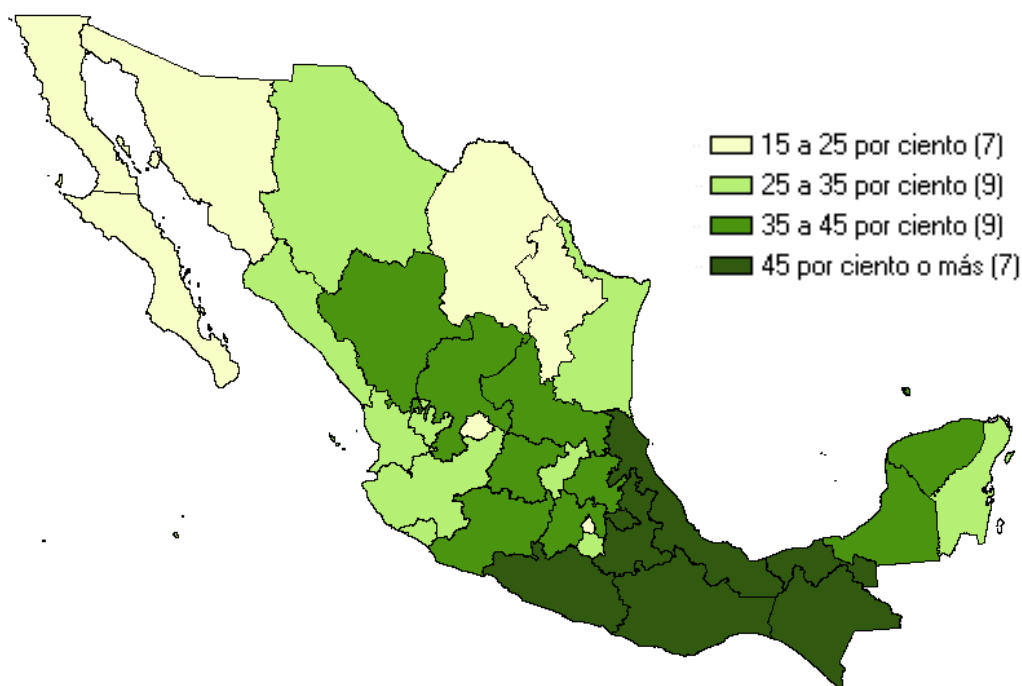 15 a 25 por ciento (7)
25 a 35 por ciento (9)
35 a 45 por ciento (9)
45 por ciento o más (7)